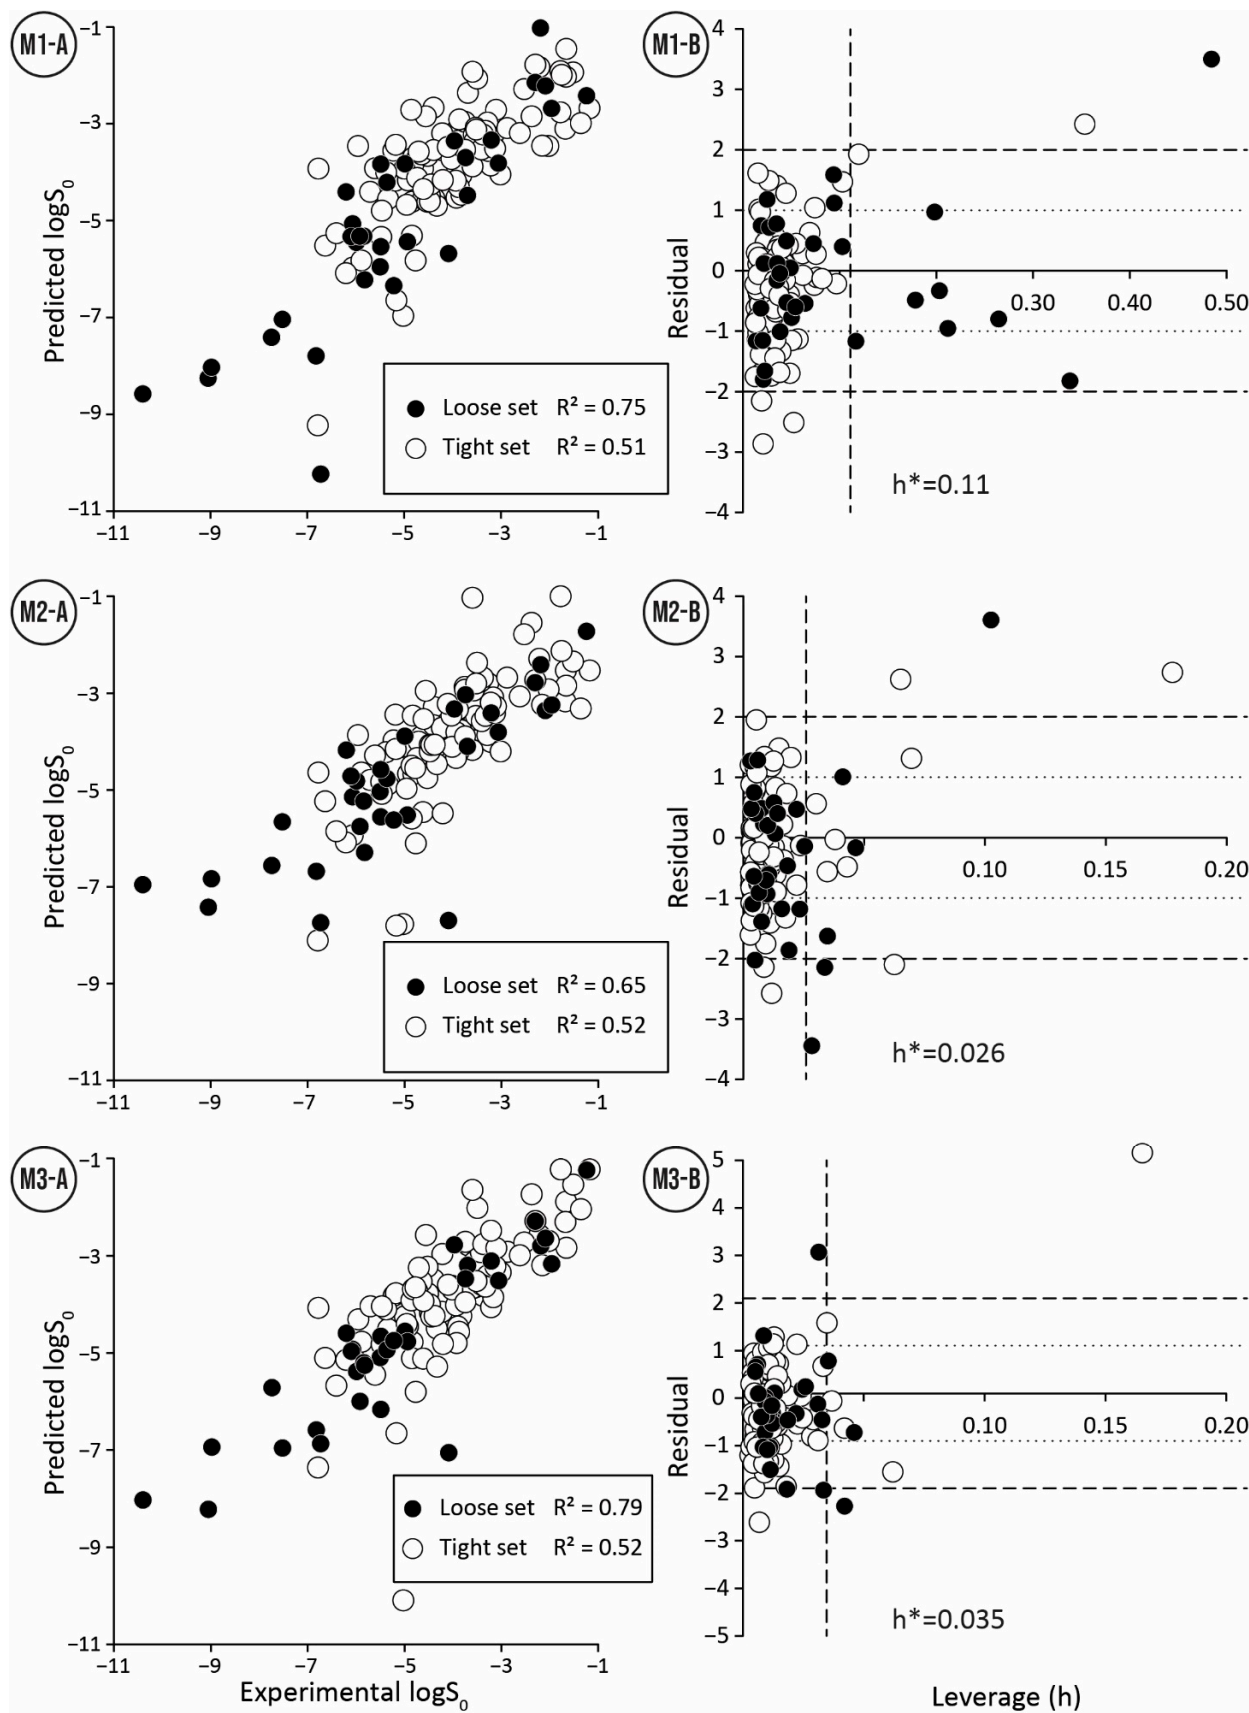 M1-A
Predicted logS₀
−1
−3
−5
−7
−9
−11
−11 −9 −7 −5 −3 −1
Loose set R² = 0.75
Tight set R² = 0.51
M1-B
Residual
4
3
2
1
0
−1
−2
−3
−4
0.30 0.40 0.50
h*=0.11
M2-A
Predicted logS₀
−1
−3
−5
−7
−9
−11
−11 −9 −7 −5 −3 −1
Loose set R² = 0.65
Tight set R² = 0.52
M2-B
Residual
4
3
2
1
0
−1
−2
−3
−4
0.10 0.15 0.20
h*=0.026
M3-A
Predicted logS₀
−1
−3
−5
−7
−9
−11
−11 −9 −7 −5 −3 −1
Loose set R² = 0.79
Tight set R² = 0.52
Experimental logS₀
M3-B
Residual
5
4
3
2
1
0
−1
−2
−3
−4
−5
0.10 0.15 0.20
h*=0.035
Leverage (h)